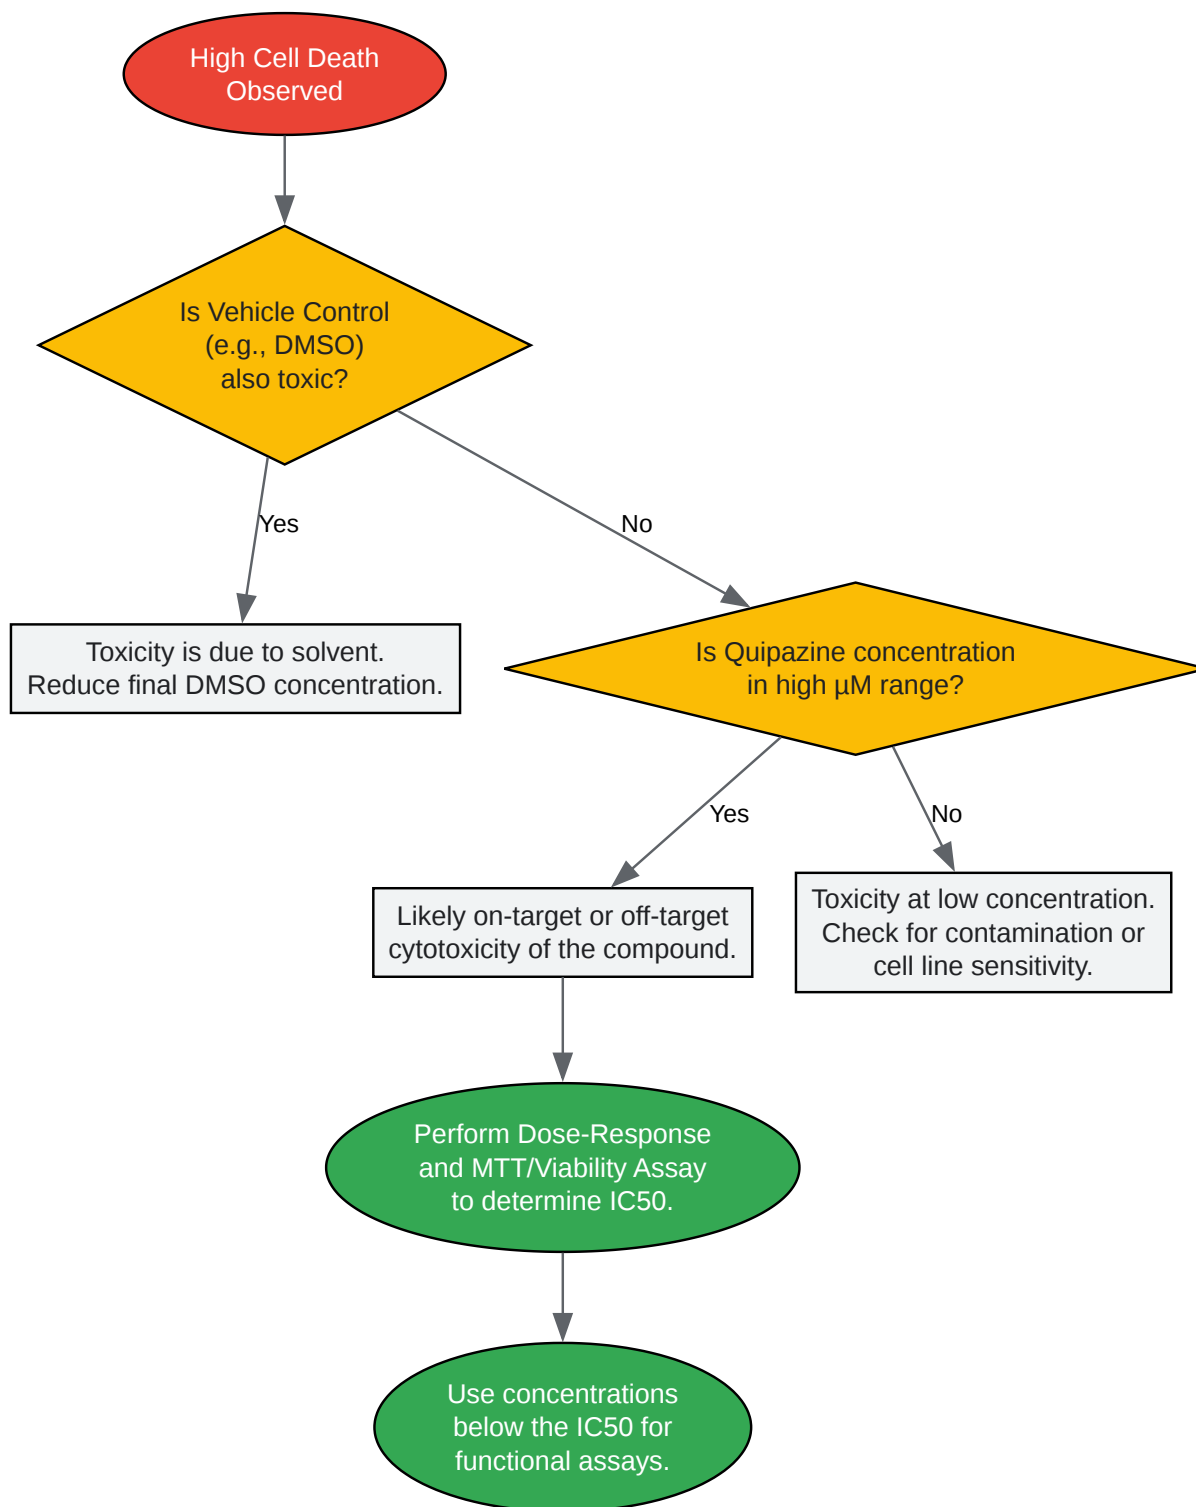 High Cell Death
Observed
Is Vehicle Control
(e.g., DMSO)
also toxic?
Yes
No
Toxicity is due to solvent.
Reduce final DMSO concentration.
Is Quipazine concentration
in high µM range?
Yes
No
Likely on-target or off-target
cytotoxicity of the compound.
Toxicity at low concentration.
Check for contamination or
cell line sensitivity.
Perform Dose-Response
and MTT/Viability Assay
to determine IC50.
Use concentrations
below the IC50 for
functional assays.